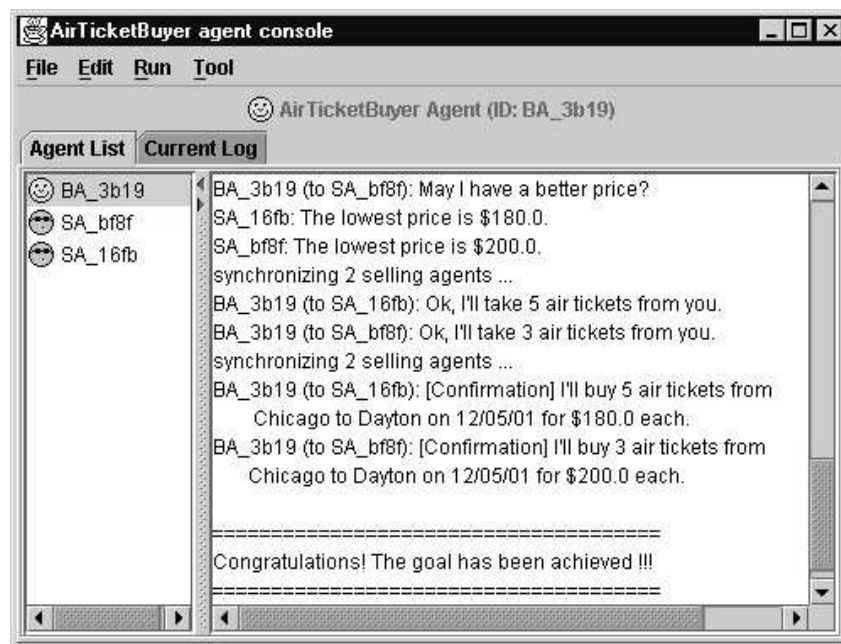 AirTicketBuyer agent console
File Edit Run Tool
AirTicketBuyer Agent (ID: BA_3b19)
Agent List Current Log
BA_3b19
SA_bf8f
SA_16fb
BA_3b19 (to SA_bf8f): May I have a better price?
SA_16fb: The lowest price is $180.0.
SA_bf8f: The lowest price is $200.0.
synchronizing 2 selling agents ...
BA_3b19 (to SA_16fb): Ok, I'll take 5 air tickets from you.
BA_3b19 (to SA_bf8f): Ok, I'll take 3 air tickets from you.
synchronizing 2 selling agents ...
BA_3b19 (to SA_16fb): [Confirmation] I'll buy 5 air tickets from
Chicago to Dayton on 12/05/01 for $180.0 each.
BA_3b19 (to SA_bf8f): [Confirmation] I'll buy 3 air tickets from
Chicago to Dayton on 12/05/01 for $200.0 each.
=====================================
Congratulations! The goal has been achieved !!!
=====================================